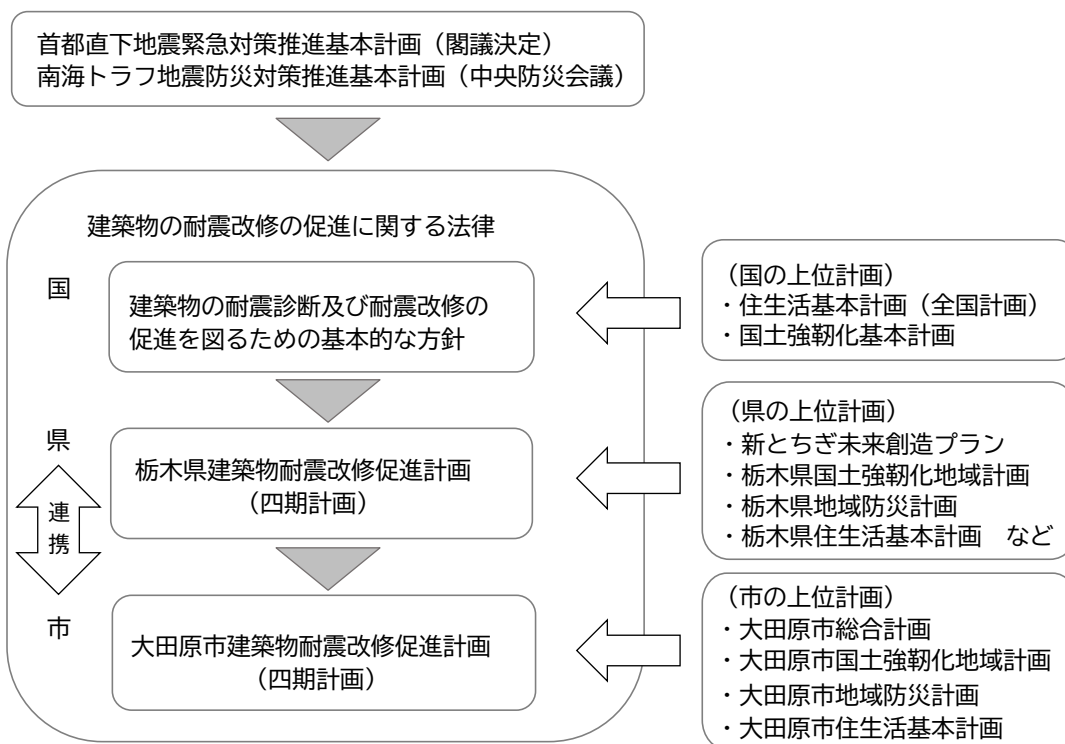 首都直下地震緊急対策推進基本計画（閣議決定）
南海トラフ地震防災対策推進基本計画（中央防災会議）
建築物の耐震改修の促進に関する法律
国
建築物の耐震診断及び耐震改修の
促進を図るための基本的な方針
（国の上位計画）
・住生活基本計画（全国計画）
・国土強靭化基本計画
県
栃木県建築物耐震改修促進計画
（四期計画）
（県の上位計画）
・新とちぎ未来創造プラン
・栃木県国土強靭化地域計画
・栃木県地域防災計画
・栃木県住生活基本計画　など
連
携
市
大田原市建築物耐震改修促進計画
（四期計画）
（市の上位計画）
・大田原市総合計画
・大田原市国土強靭化地域計画
・大田原市地域防災計画
・大田原市住生活基本計画